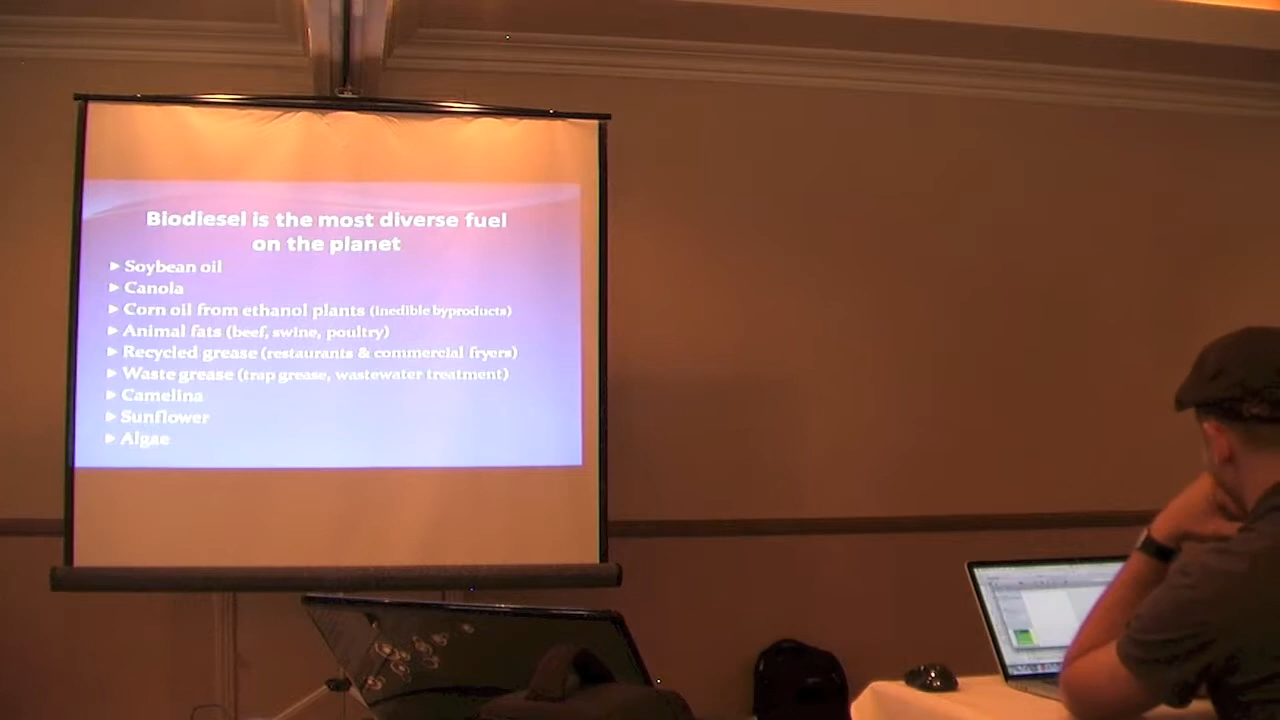 Biodiesel is the most diverse fuel
on the planet
Soybean oil
Canola
Corn oil from ethanol plants (inedible byproducts)
Animal fats (beef, swine, poultry)
Recycled grease (restaurants & commercial fryers)
Waste grease (trap grease, wastewater treatment)
Camelina
Sunflower
Algae